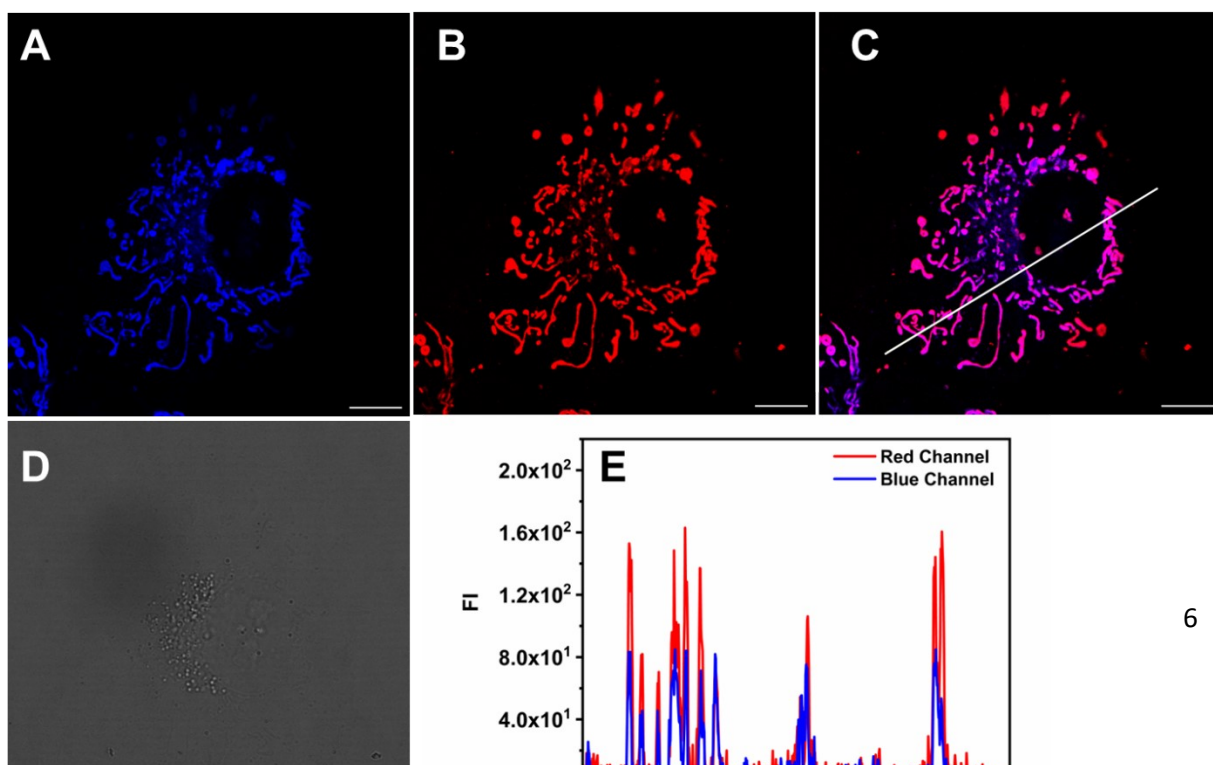 A
B
C
D
E
Red Channel
Blue Channel
2.0x10²
1.6x10²
1.2x10²
8.0x10¹
4.0x10¹
FI
6